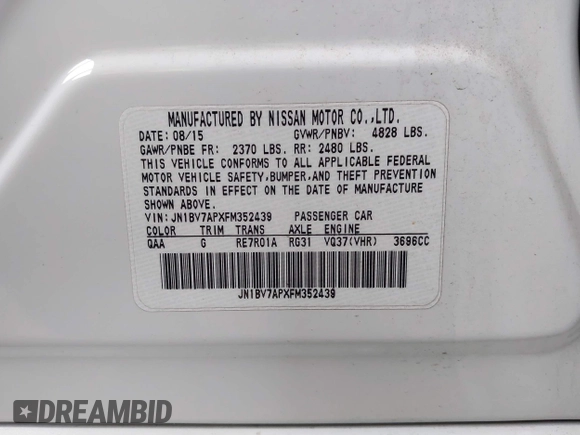 MANUFACTURED BY NISSAN MOTOR CO.,LTD.
DATE: 08/15 GVWR/PNBV: 4828 LBS.
GAWR/PNBE FR: 2370 LBS. RR: 2480 LBS.
THIS VEHICLE CONFORMS TO ALL APPLICABLE FEDERAL
MOTOR VEHICLE SAFETY,BUMPER,AND THEFT PREVENTION
STANDARDS IN EFFECT ON THE DATE OF MANUFACTURE
SHOWN ABOVE.
VIN: JN1BV7APXFM352439 PASSENGER CAR
COLOR TRIM TRANS AXLE ENGINE
QAA G RE7R01A RG31 VQ37(VHR) 3696CC
JN1BV7APXFM352439
DREAMBID